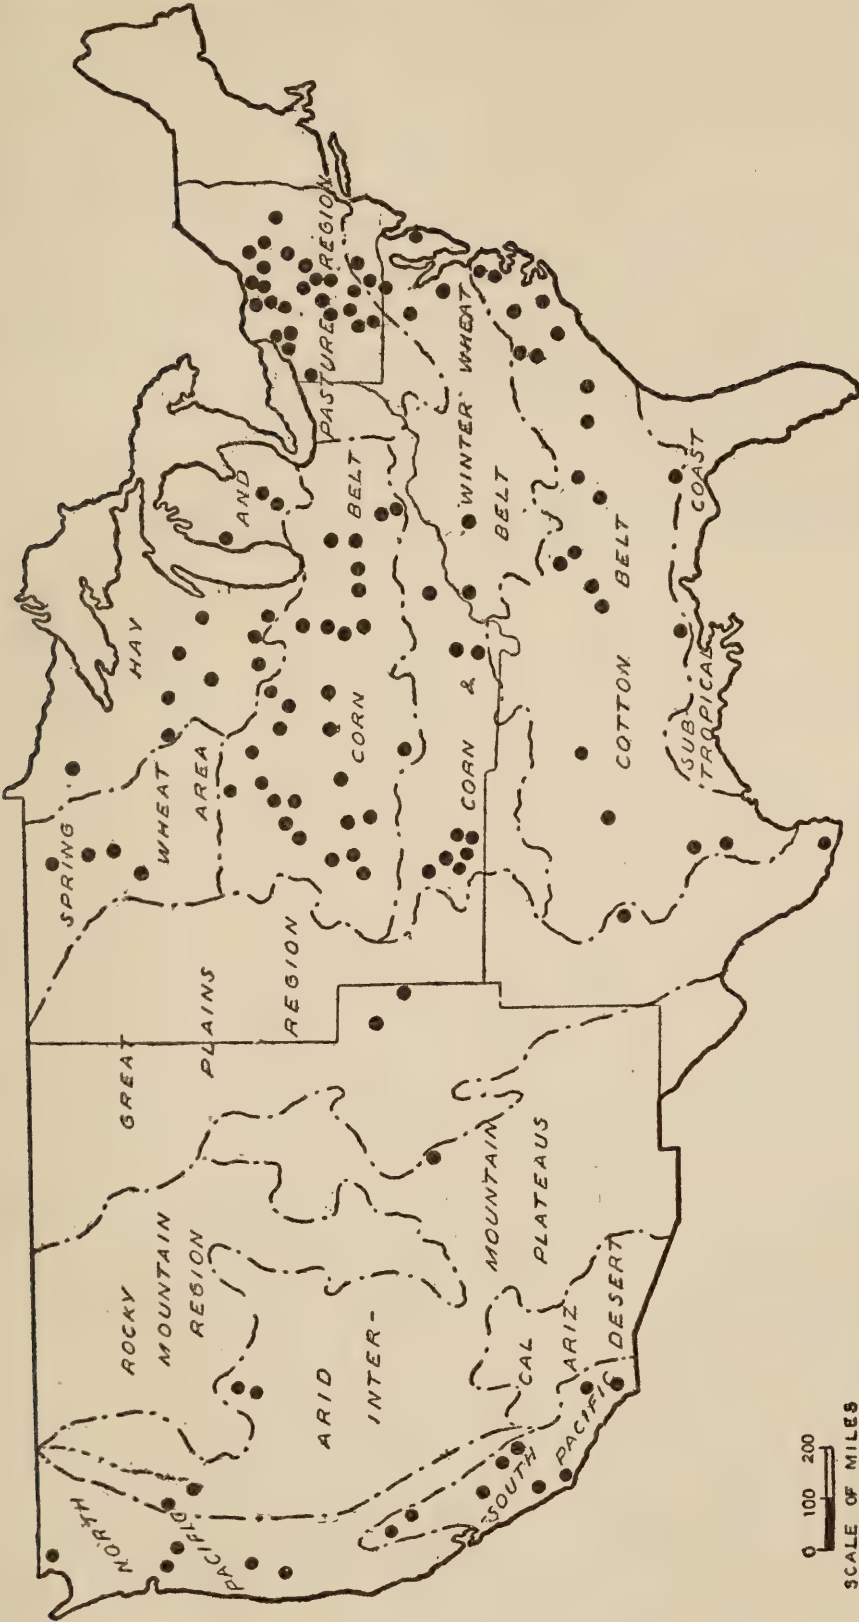 SPRING
WHEAT
AREA
HAY
AND
PASTURE REGION
GREAT
PLAINS
REGION
ROCKY
MOUNTAIN
REGION
NORTH
PACIFIC
ARID
INTER-
MOUNTAIN
PLATEAUS
CORN
BELT
CORN &
WINTER WHEAT
BELT
COTTON
BELT
SUB-
TROPICAL
COAST
SOUTH
PACIFIC
CAL
ARIZ
DESERT
0 100 200
SCALE OF MILES